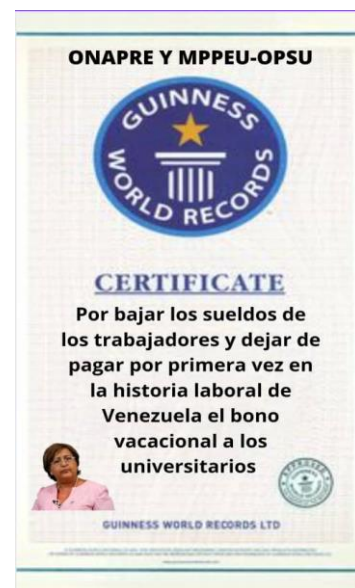 ONAPRE Y MPPEU-OPSU
GUINNESS
WORLD RECORDS
CERTIFICATE
Por bajar los sueldos de
los trabajadores y dejar de
pagar por primera vez en
la historia laboral de
Venezuela el bono
vacacional a los
universitarios
GUINNESS WORLD RECORDS LTD